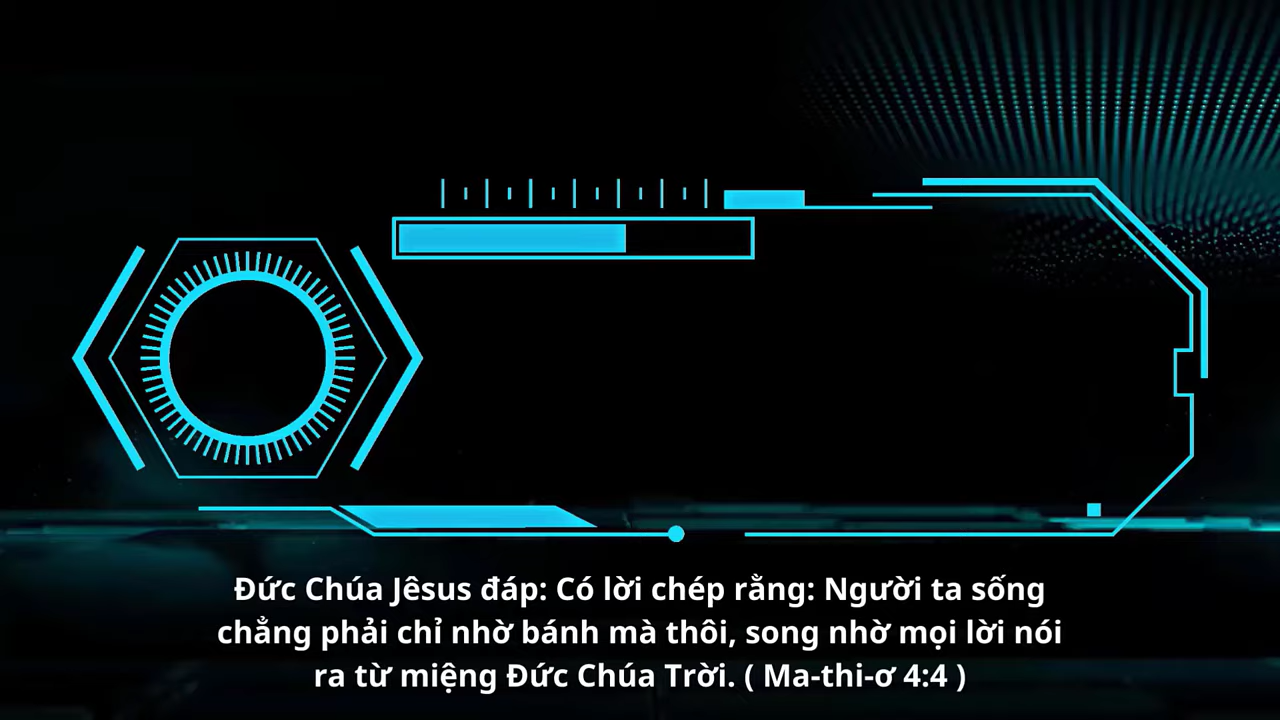 Đức Chúa Jêsus đáp: Có lời chép rằng: Người ta sống
chẳng phải chỉ nhờ bánh mà thôi, song nhờ mọi lời nói
ra từ miệng Đức Chúa Trời. ( Ma-thi-ơ 4:4 )